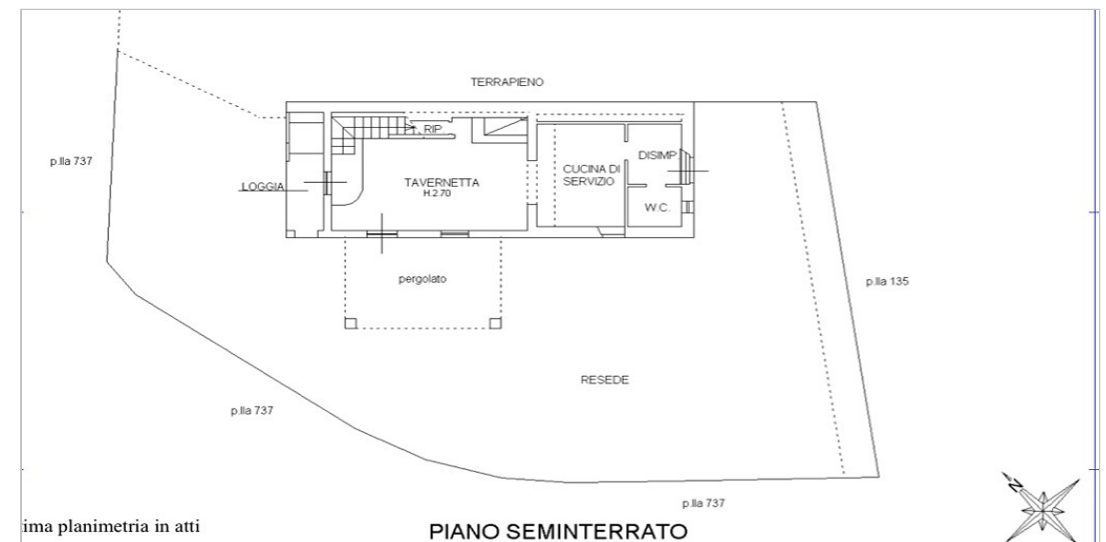 TERRAPIENO
RIP.
p.lla 737
DISIMP.
CUCINA DI
SERVIZIO
TAVERNETTA
H.2.70
LOGGIA
W.C.
pergolato
p.lla 135
RESEDE
p.lla 737
p.lla 737
N
ima planimetria in atti
PIANO SEMINTERRATO